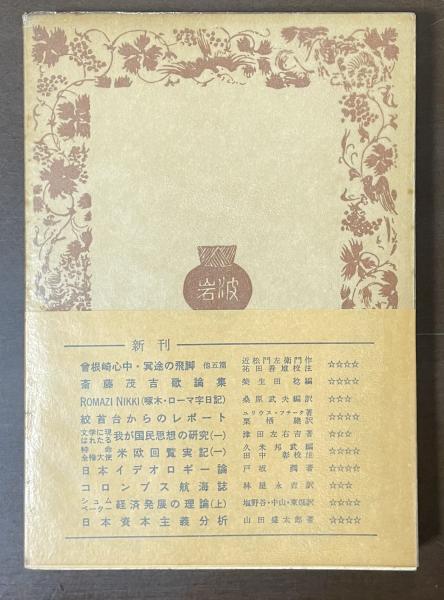 岩波
新刊
曾根崎心中・冥途の飛脚 他五篇 近松門左衛門作 祐田善雄校注 ☆☆☆☆
斎藤茂吉歌論集 柴生田稔編 ☆☆☆☆
ROMAZI NIKKI(啄木・ローマ字日記) 桑原武夫編訳 ☆☆☆
絞首台からのレポート ユリウス・フチーク著 栗栖継訳 ☆☆☆☆
文学に現はれたる我が国民思想の研究(一) 津田左右吉著 ☆☆☆
特命全権大使 米欧回覧実記(一) 久米邦武編 田中彰校注 ☆☆☆☆
日本イデオロギー論 戸坂潤著 ☆☆☆☆
コロンブス航海誌 林屋永吉訳 ☆☆☆
シュムペーター 経済発展の理論(上) 塩野谷・中山・東畑訳 ☆☆☆☆
日本資本主義分析 山田盛太郎著 ☆☆☆☆